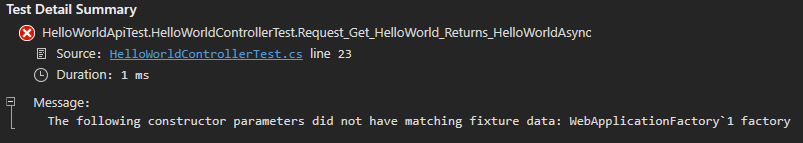 Test Detail Summary
HelloWorldApiTest.HelloWorldControllerTest.Request_Get_HelloWorld_Returns_HelloWorldAsync
Source: HelloWorldControllerTest.cs line 23
Duration: 1 ms
Message:
The following constructor parameters did not have matching fixture data: WebApplicationFactory`1 factory